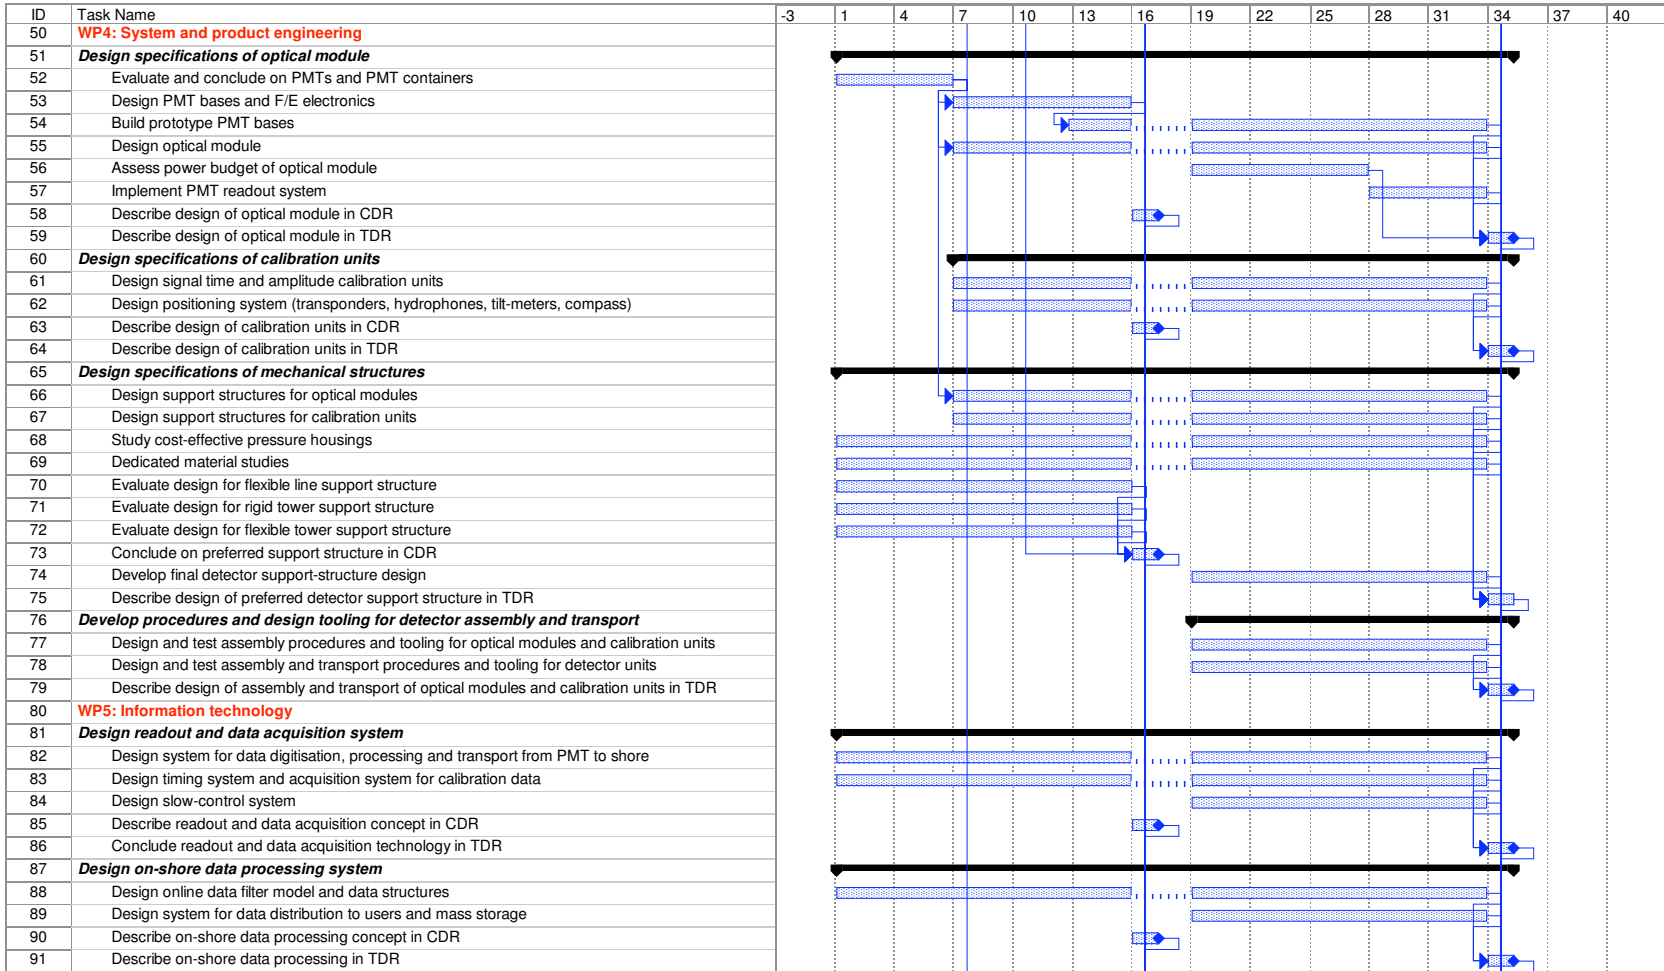 ID Task Name -3 1 4 7 10 13 16 19 22 25 28 31 34 37 40
50 WP4: System and product engineering
51 Design specifications of optical module
52 Evaluate and conclude on PMTs and PMT containers
53 Design PMT bases and F/E electronics
54 Build prototype PMT bases
55 Design optical module
56 Assess power budget of optical module
57 Implement PMT readout system
58 Describe design of optical module in CDR
59 Describe design of optical module in TDR
60 Design specifications of calibration units
61 Design signal time and amplitude calibration units
62 Design positioning system (transponders, hydrophones, tilt-meters, compass)
63 Describe design of calibration units in CDR
64 Describe design of calibration units in TDR
65 Design specifications of mechanical structures
66 Design support structures for optical modules
67 Design support structures for calibration units
68 Study cost-effective pressure housings
69 Dedicated material studies
70 Evaluate design for flexible line support structure
71 Evaluate design for rigid tower support structure
72 Evaluate design for flexible tower support structure
73 Conclude on preferred support structure in CDR
74 Develop final detector support-structure design
75 Describe design of preferred detector support structure in TDR
76 Develop procedures and design tooling for detector assembly and transport
77 Design and test assembly procedures and tooling for optical modules and calibration units
78 Design and test assembly and transport procedures and tooling for detector units
79 Describe design of assembly and transport of optical modules and calibration units in TDR
80 WP5: Information technology
81 Design readout and data acquisition system
82 Design system for data digitisation, processing and transport from PMT to shore
83 Design timing system and acquisition system for calibration data
84 Design slow-control system
85 Describe readout and data acquisition concept in CDR
86 Conclude readout and data acquisition technology in TDR
87 Design on-shore data processing system
88 Design online data filter model and data structures
89 Design system for data distribution to users and mass storage
90 Describe on-shore data processing concept in CDR
91 Describe on-shore data processing in TDR